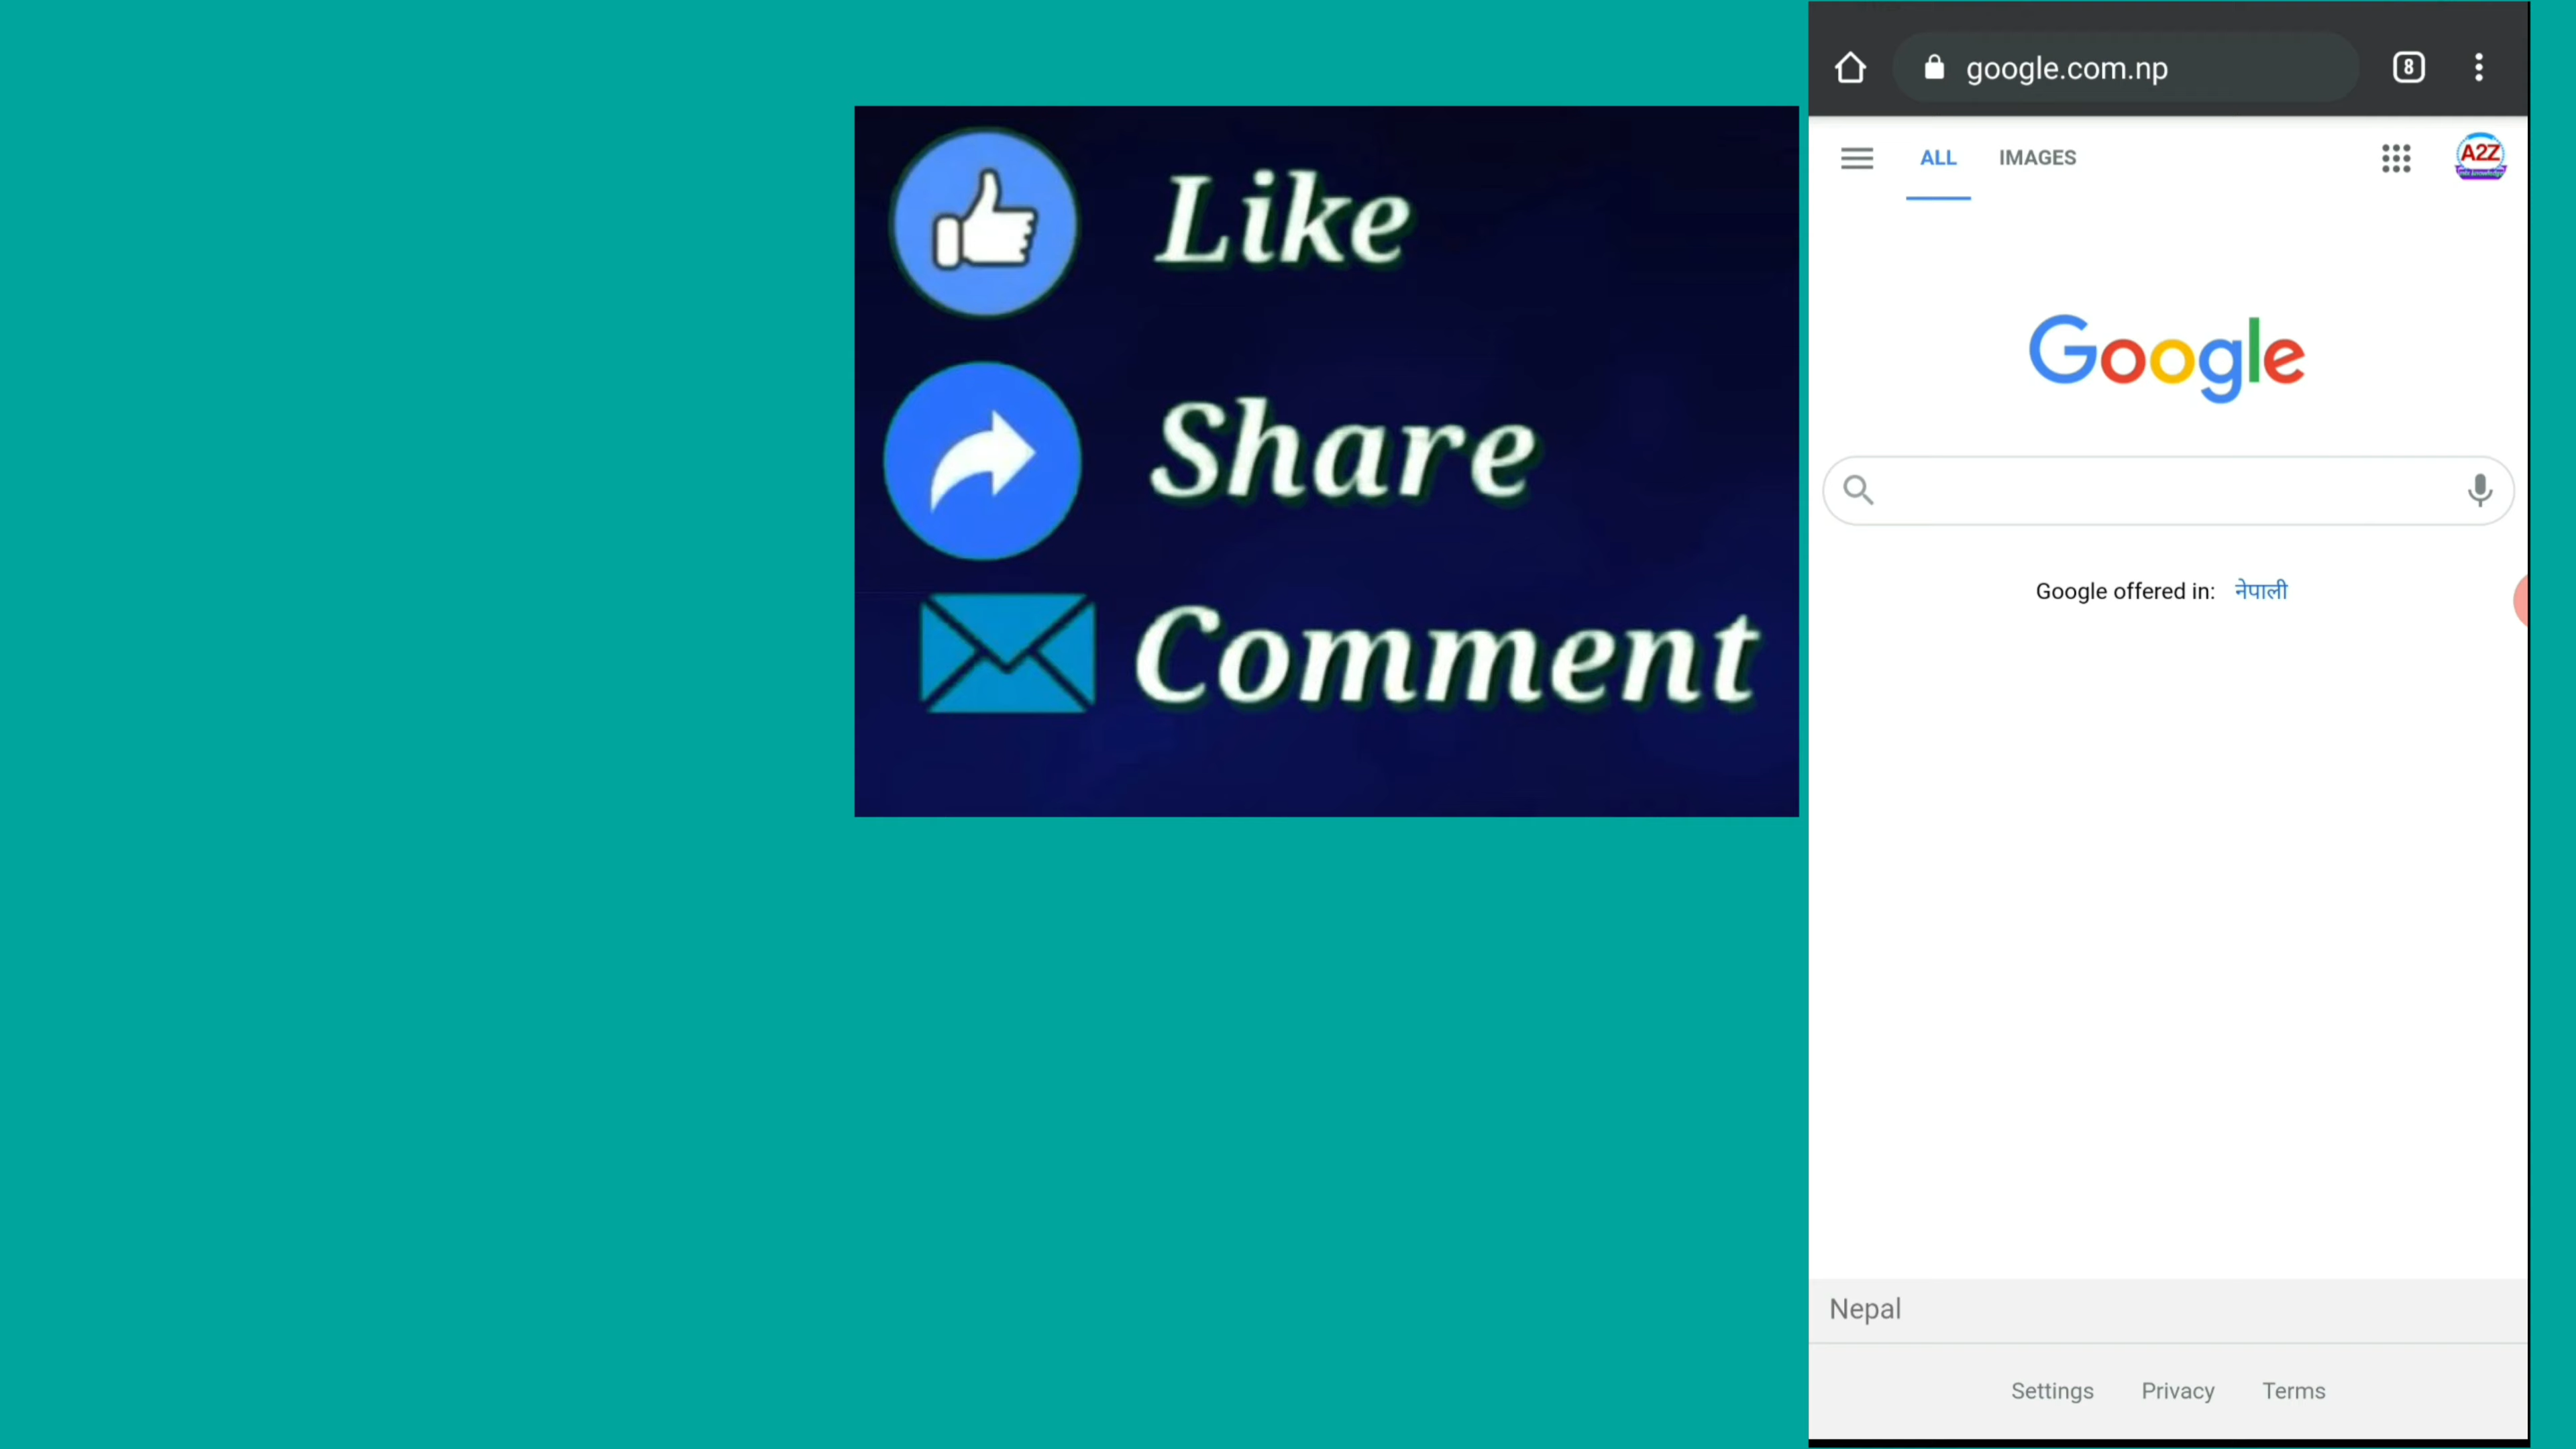 Like
Share
Comment
google.com.np
8
ALL IMAGES
A2Z
Google
Google offered in: नेपाली
Nepal
Settings Privacy Terms